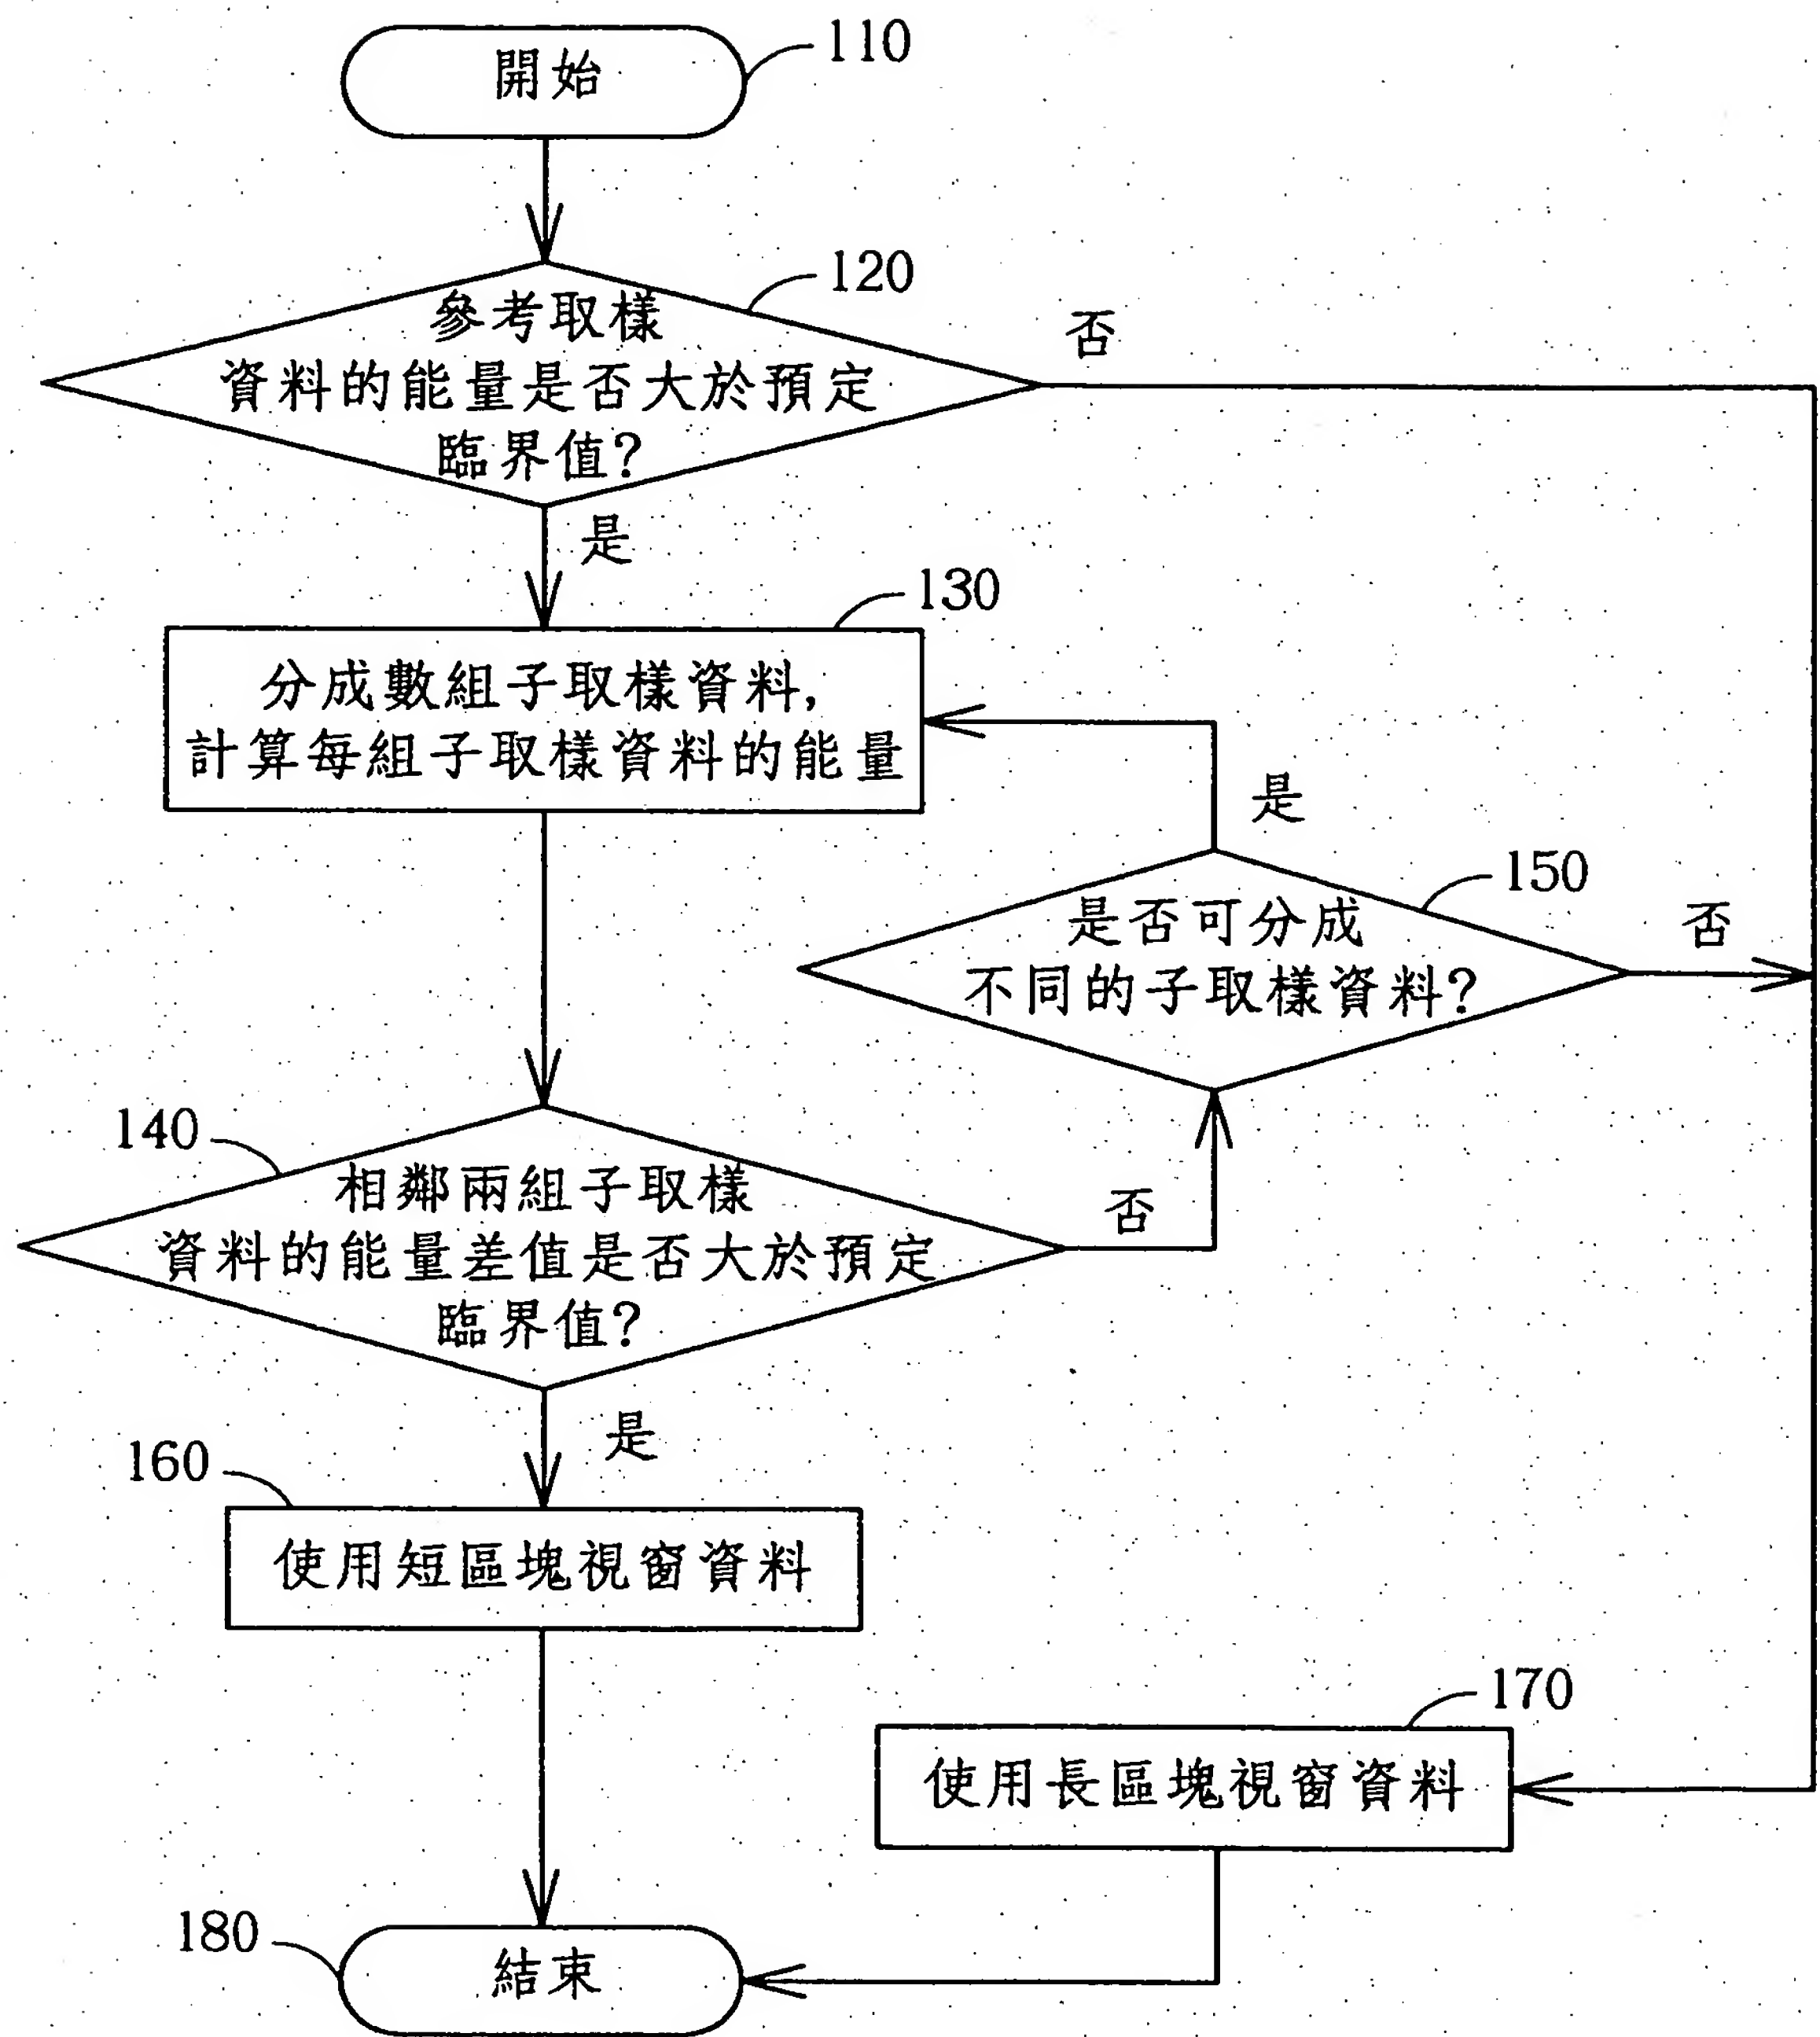 開始
110
120
參考取樣
資料的能量是否大於預定
臨界值?
否
是
130
分成數組子取樣資料,
計算每組子取樣資料的能量
是
150
是否可分成
不同的子取樣資料?
否
140
相鄰兩組子取樣
資料的能量差值是否大於預定
臨界值?
否
是
160
使用短區塊視窗資料
170
使用長區塊視窗資料
180
結束